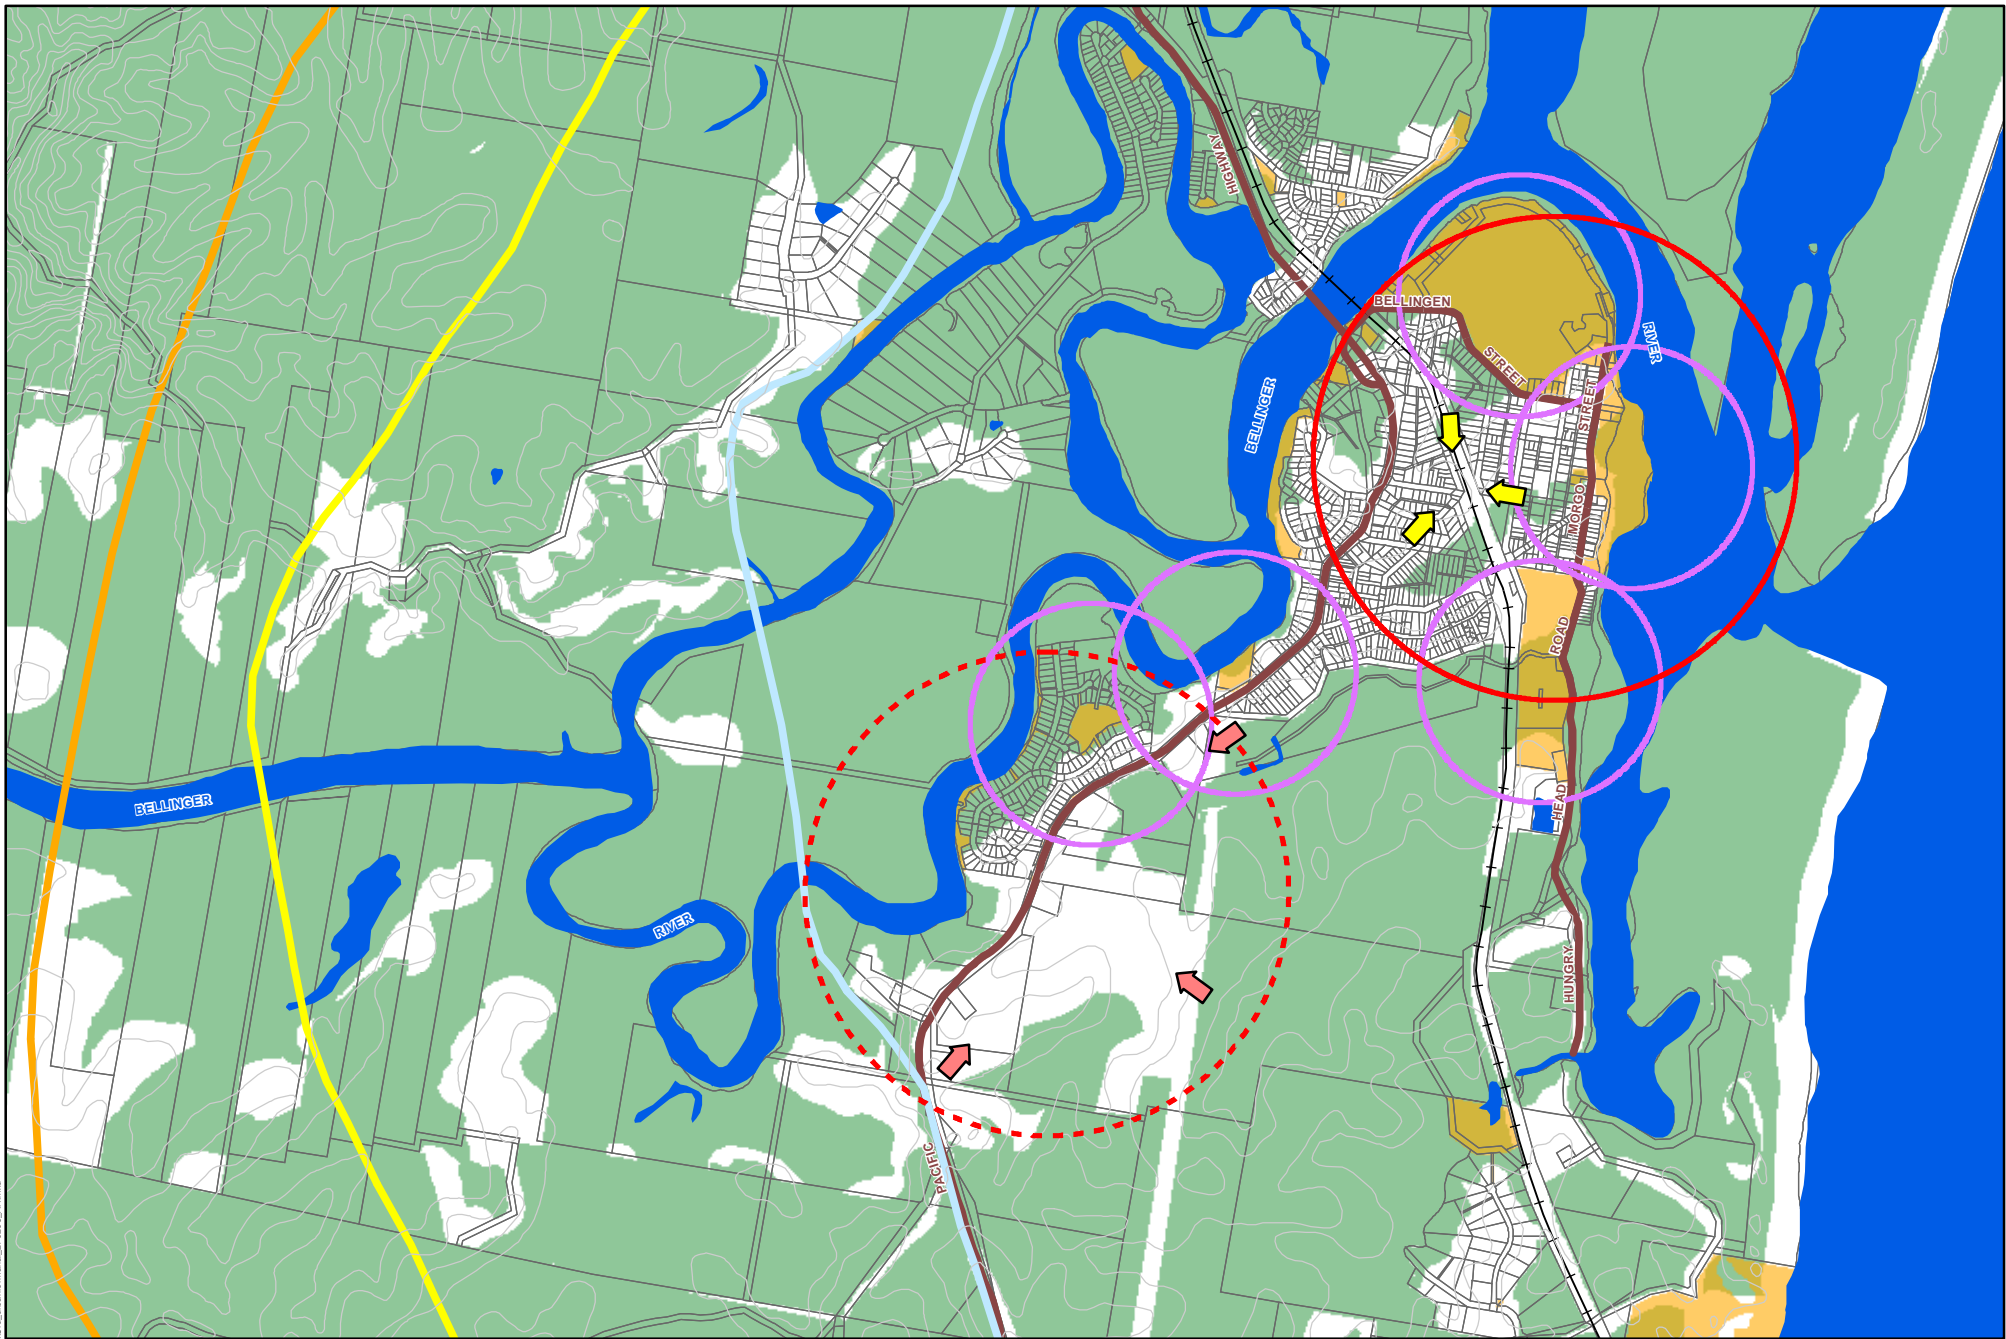 HIGHWAY
BELLINGEN
STREET
RIVER
STREET
BELLINGER
MORGO
ROAD
HEAD
BELLINGER
RIVER
HUNGRY
PACIFIC